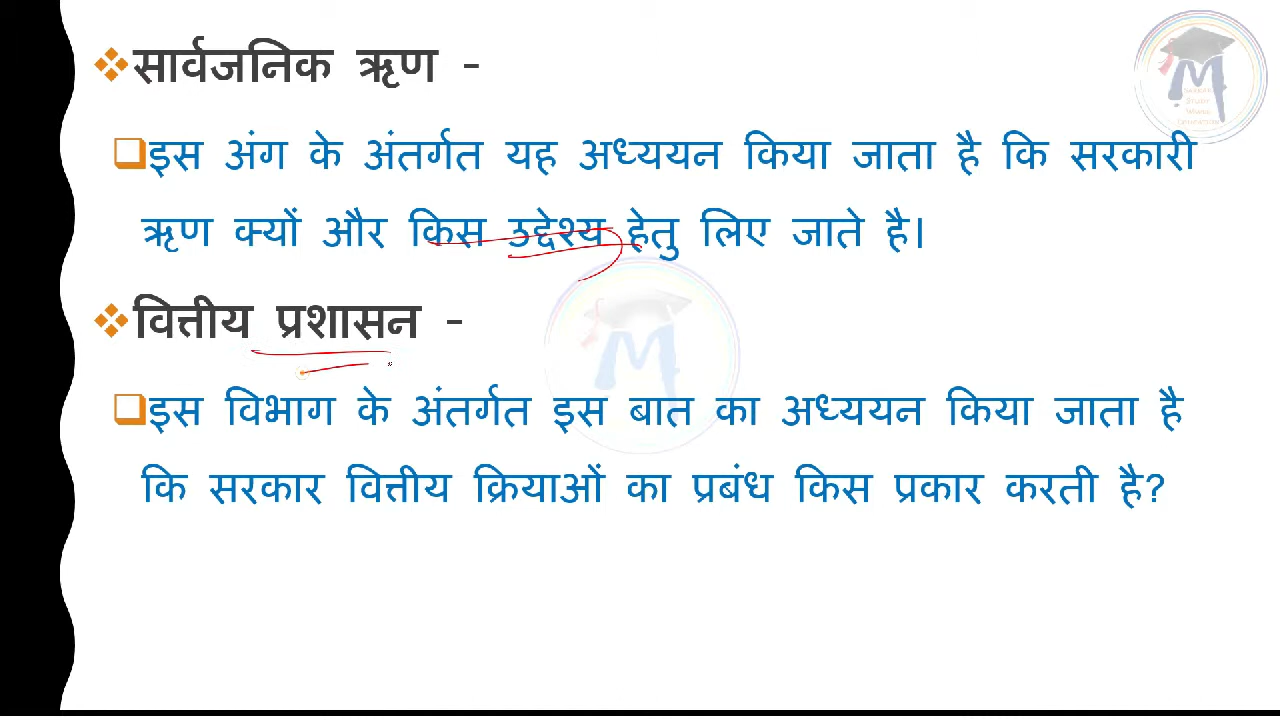 सार्वजनिक ऋण -
इस अंग के अंतर्गत यह अध्ययन किया जाता है कि सरकारी
ऋण क्यों और किस उद्देश्य हेतु लिए जाते है।
वित्तीय प्रशासन -
इस विभाग के अंतर्गत इस बात का अध्ययन किया जाता है
कि सरकार वित्तीय क्रियाओं का प्रबंध किस प्रकार करती है?